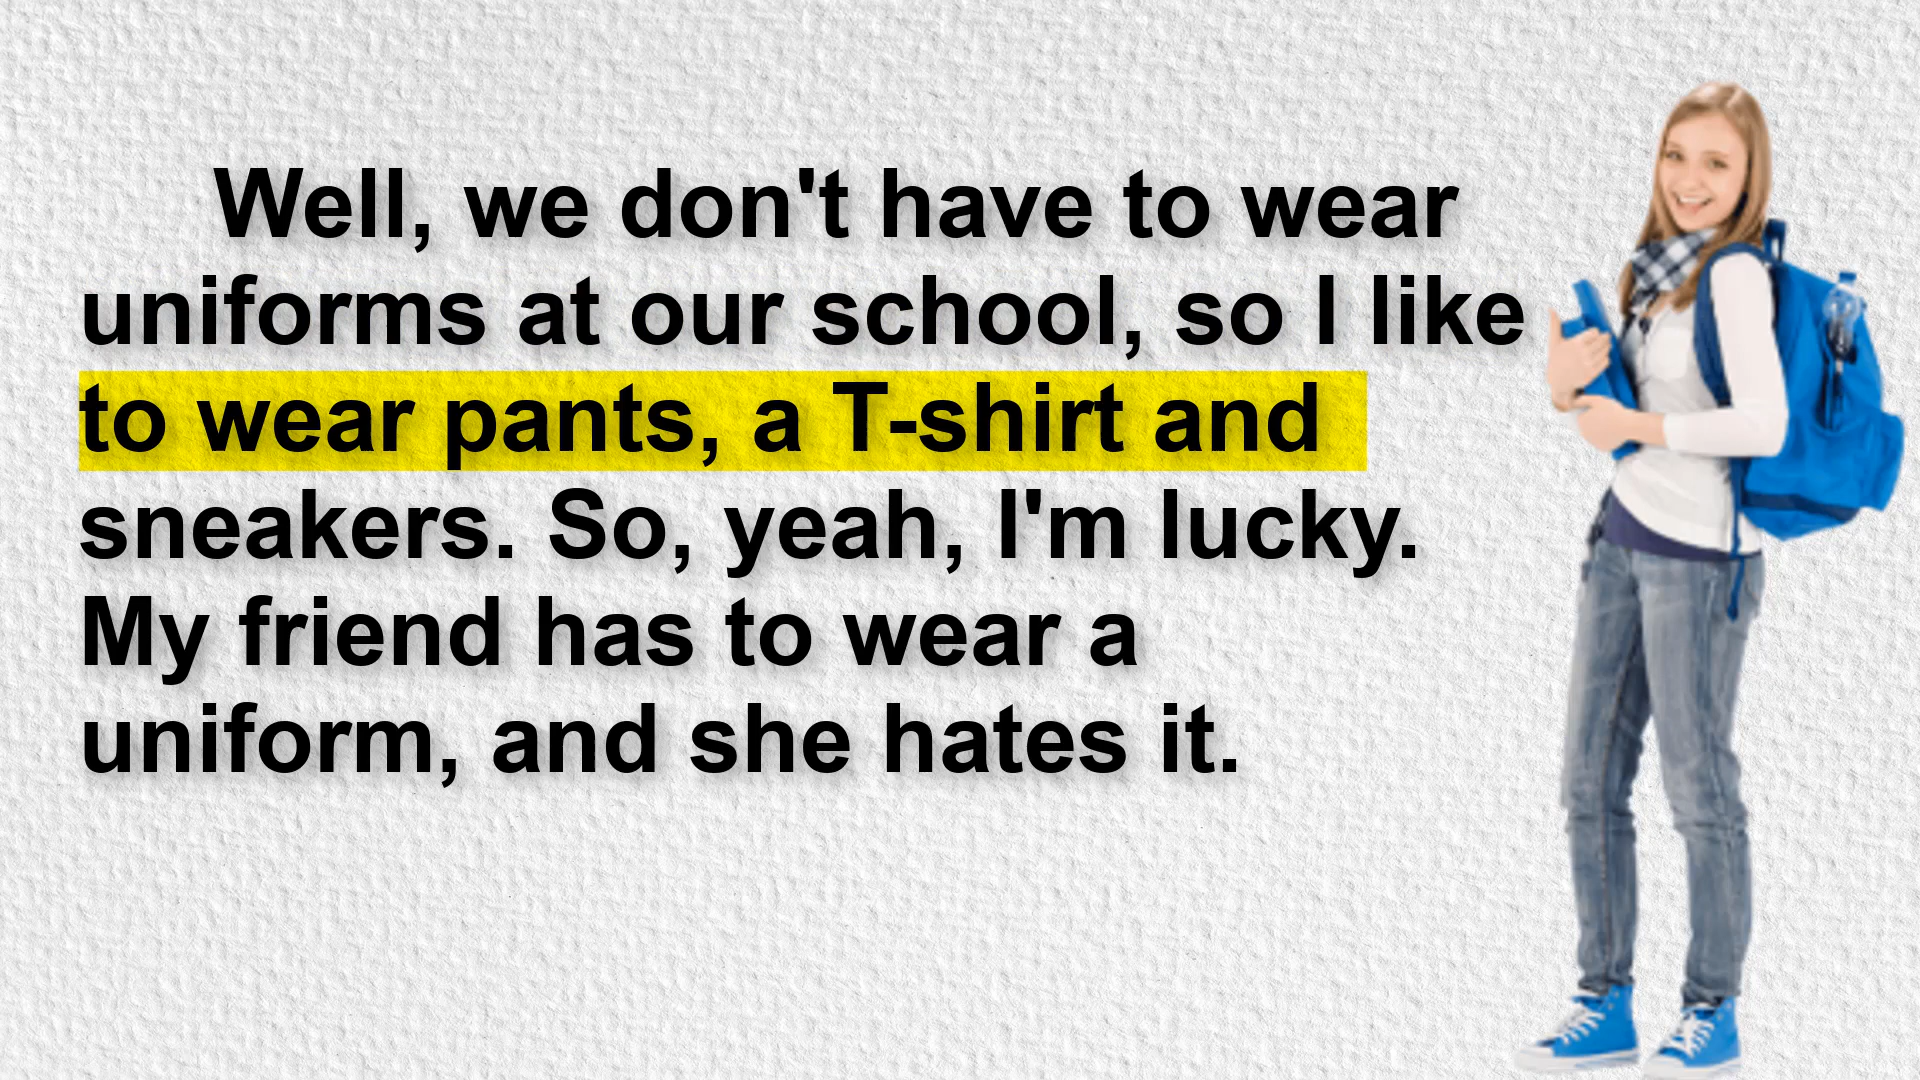 Well, we don't have to wear
uniforms at our school, so I like
to wear pants, a T-shirt and
sneakers. So, yeah, I'm lucky.
My friend has to wear a
uniform, and she hates it.